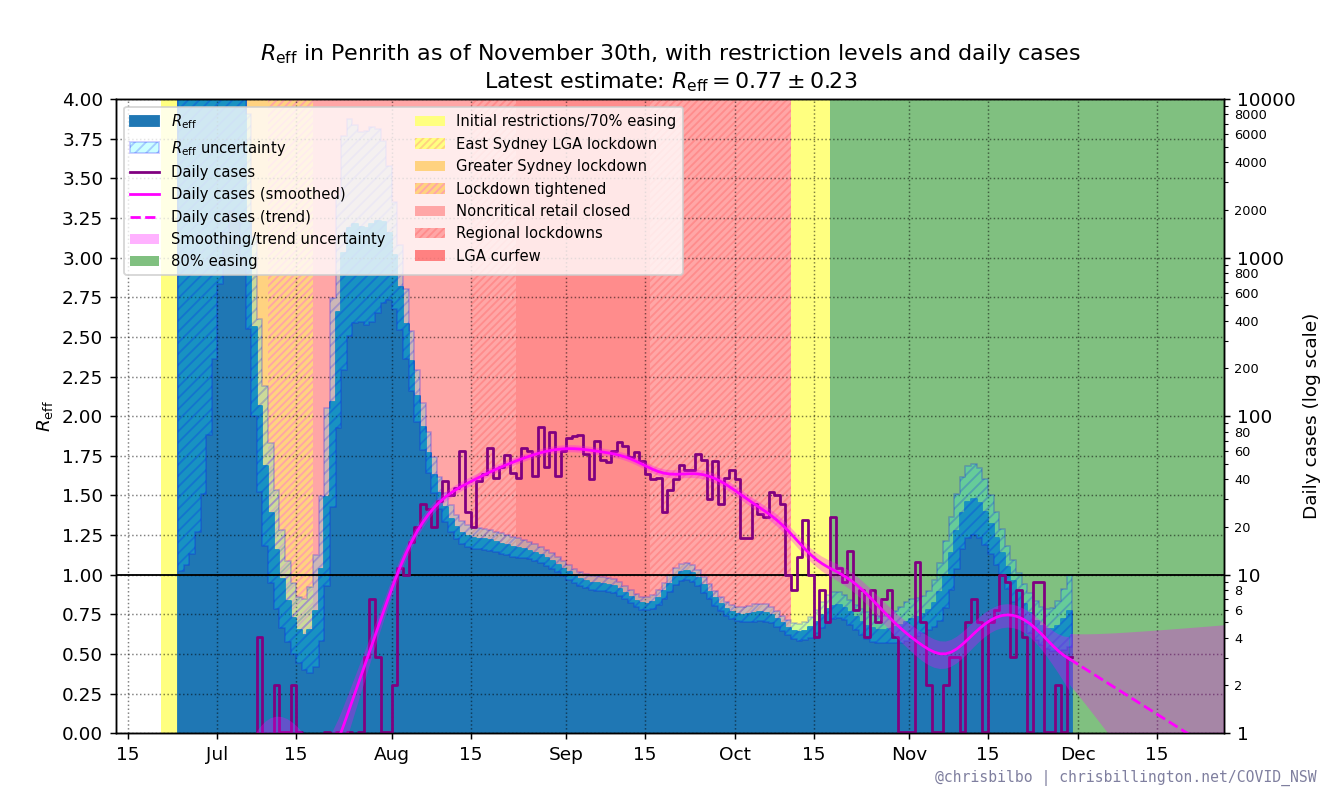 Reff in Penrith as of November 30th, with restriction levels and daily cases
Latest estimate: Reff = 0.77 ± 0.23
Reff
Reff uncertainty
Daily cases
Daily cases (smoothed)
Daily cases (trend)
Smoothing/trend uncertainty
80% easing
Initial restrictions/70% easing
East Sydney LGA lockdown
Greater Sydney lockdown
Lockdown tightened
Noncritical retail closed
Regional lockdowns
LGA curfew
Reff
4.00
3.75
3.50
3.25
3.00
2.75
2.50
2.25
2.00
1.75
1.50
1.25
1.00
0.75
0.50
0.25
0.00
15 Jul 15 Aug 15 Sep 15 Oct 15 Nov 15 Dec 15
10000
8000
6000
4000
2000
1000
800
600
400
200
100
80
60
40
20
10
8
6
4
2
1
Daily cases (log scale)
@chrisbilbo | chrisbillington.net/COVID_NSW